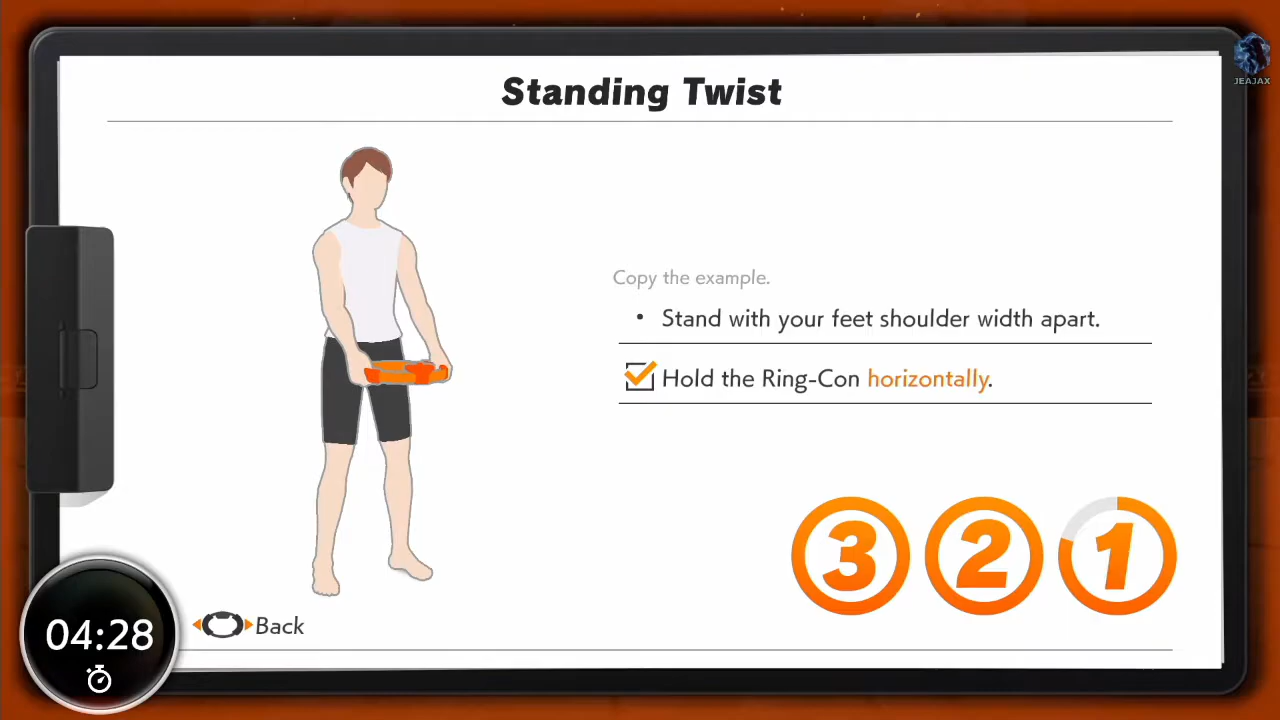 JEAJAX
Standing Twist
Copy the example.
• Stand with your feet shoulder width apart.
Hold the Ring-Con horizontally.
3 2 1
04:28
Back